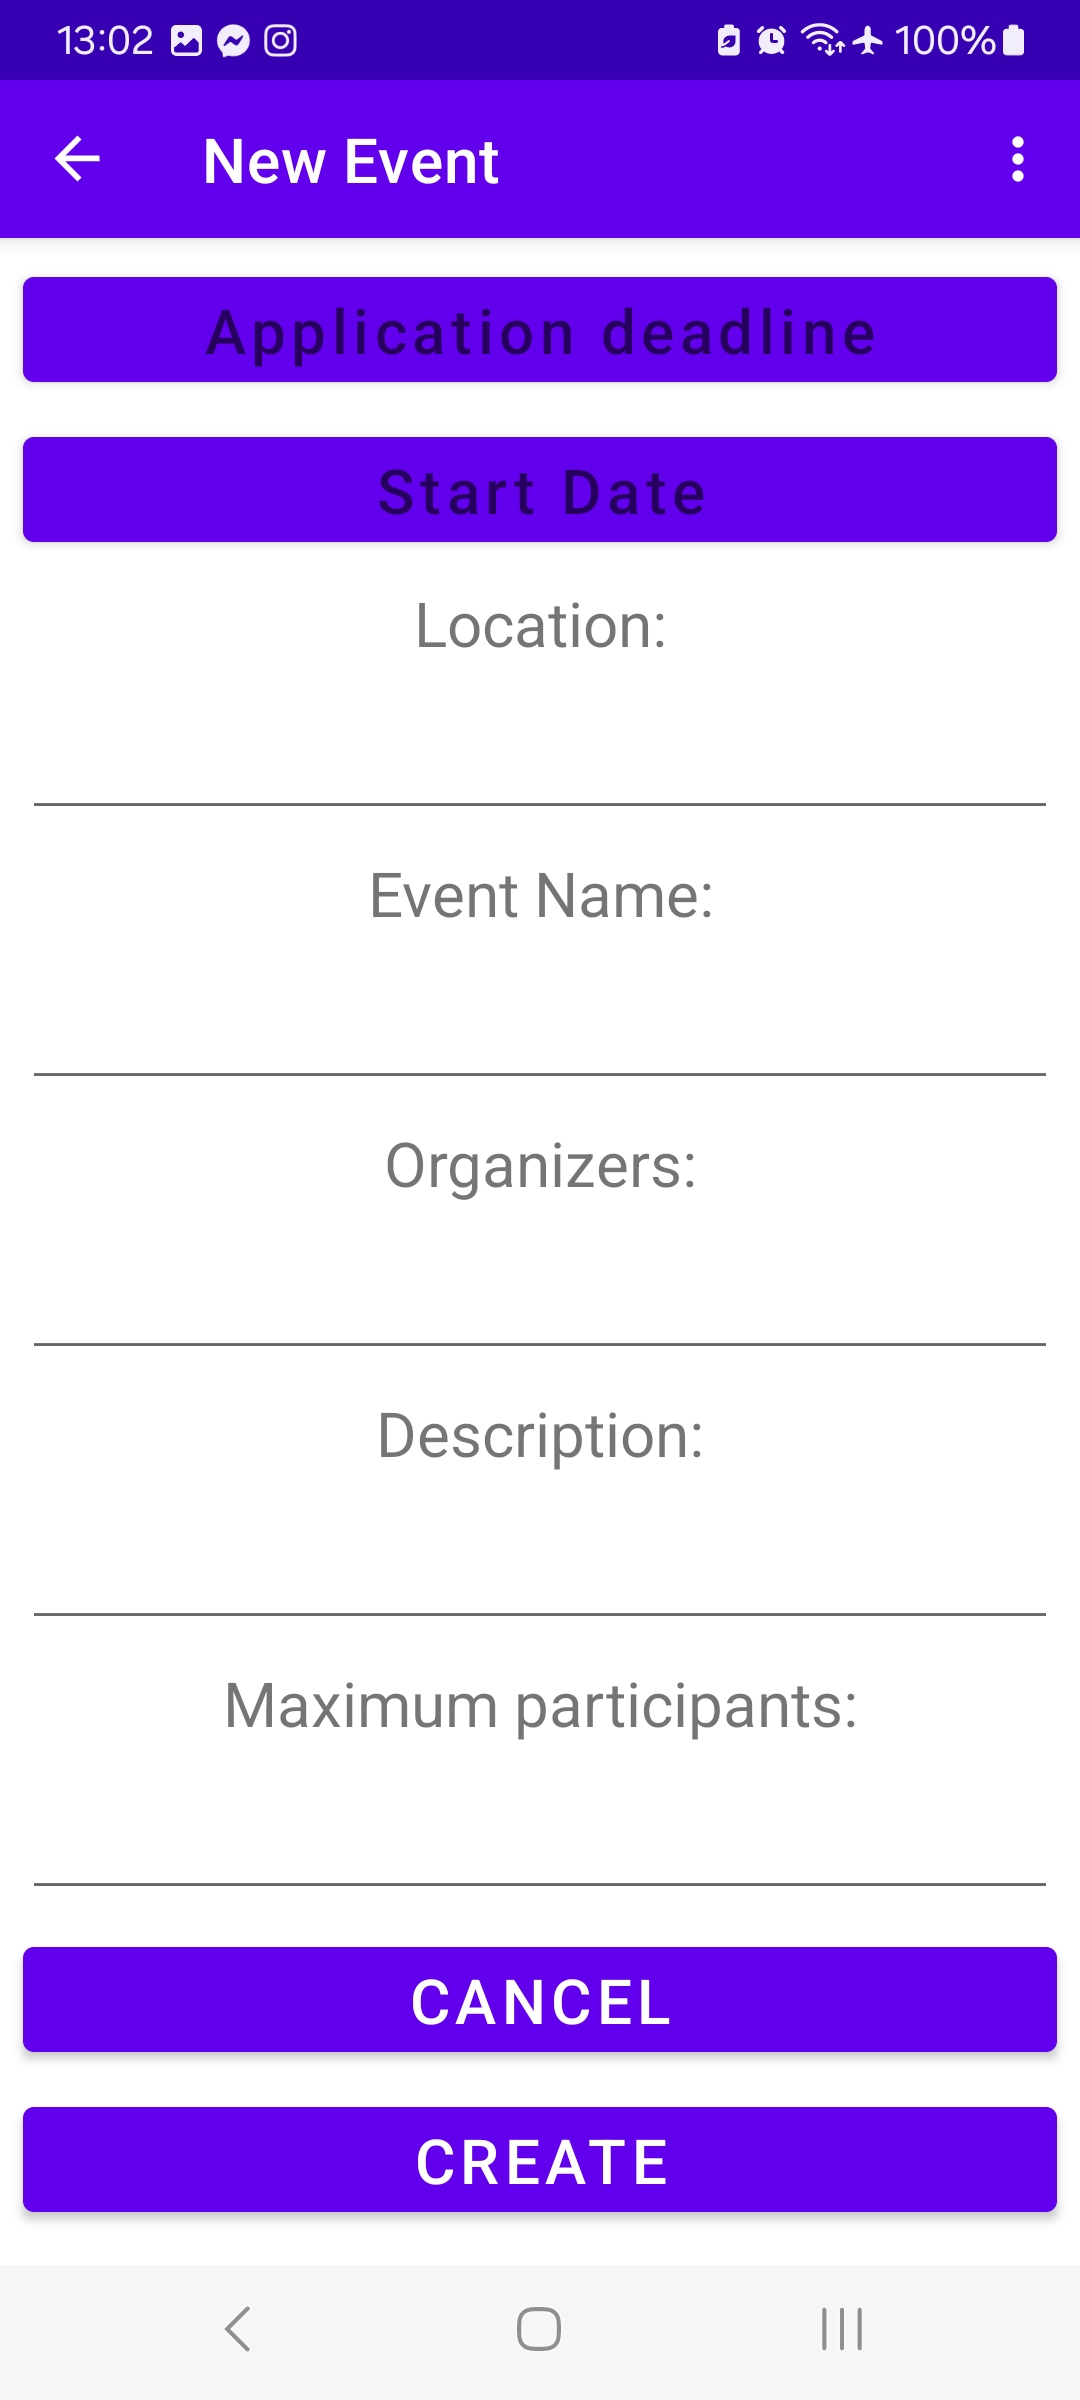 13:02 100%
New Event
Application deadline
Start Date
Location:
Event Name:
Organizers:
Description:
Maximum participants:
CANCEL
CREATE